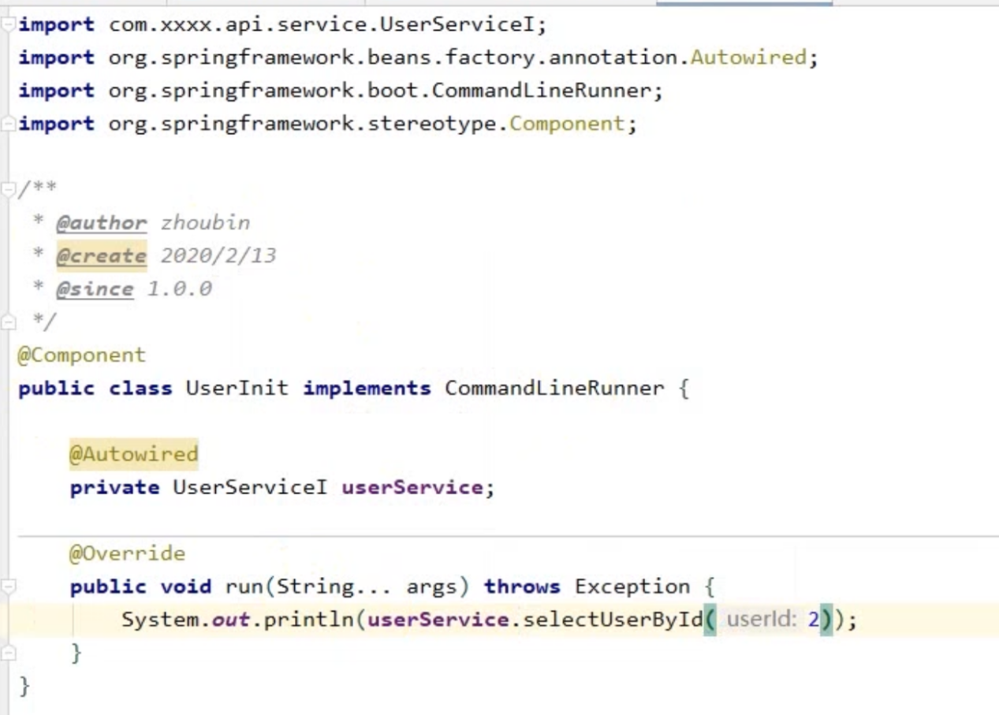 import com.xxxx.api.service.UserServiceI;
import org.springframework.beans.factory.annotation.Autowired;
import org.springframework.boot.CommandLineRunner;
import org.springframework.stereotype.Component;
/**
 * @author zhoubin
 * @create 2020/2/13
 * @since 1.0.0
 */
@Component
public class UserInit implements CommandLineRunner {
    @Autowired
    private UserServiceI userService;
    @Override
    public void run(String... args) throws Exception {
        System.out.println(userService.selectUserById( userId: 2));
    }
}